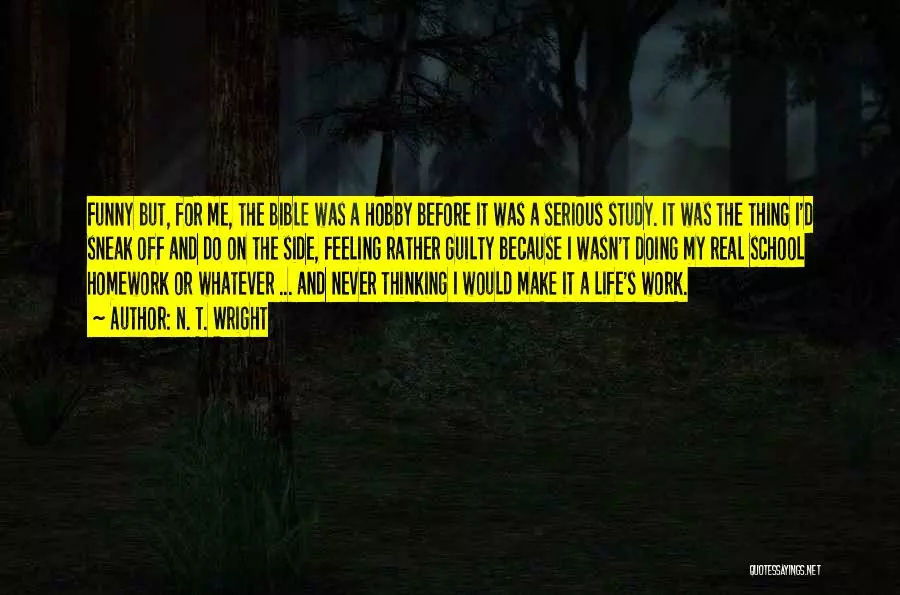 FUNNY BUT, FOR ME, THE BIBLE WAS A HOBBY BEFORE IT WAS A SERIOUS STUDY. IT WAS THE THING I'D
SNEAK OFF AND DO ON THE SIDE, FEELING RATHER GUILTY BECAUSE I WASN'T DOING MY REAL SCHOOL
HOMEWORK OR WHATEVER ... AND NEVER THINKING I WOULD MAKE IT A LIFE'S WORK.
~ AUTHOR: N. T. WRIGHT
QUOTESSAYINGS.NET